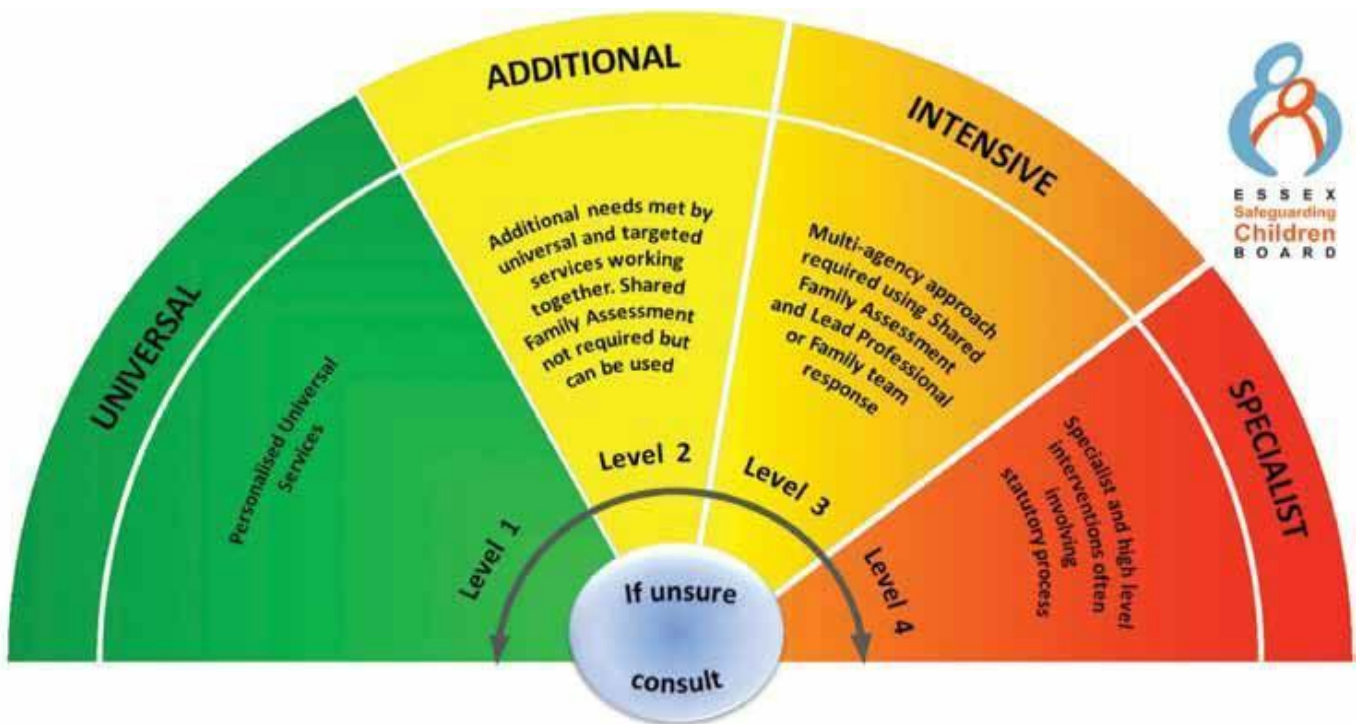 UNIVERSAL
Personalised Universal
Services
Level 1
ADDITIONAL
Additional needs met by
universal and targeted
services working
together. Shared
Family Assessment
not required but
can be used
Level 2
INTENSIVE
Multi-agency approach
required using Shared
Family Assessment
and Lead Professional
or Family team
response
Level 3
SPECIALIST
Specialist and high level
interventions often
involving
statutory process
Level 4
If unsure
consult
ESSEX
Safeguarding
Children
BOARD